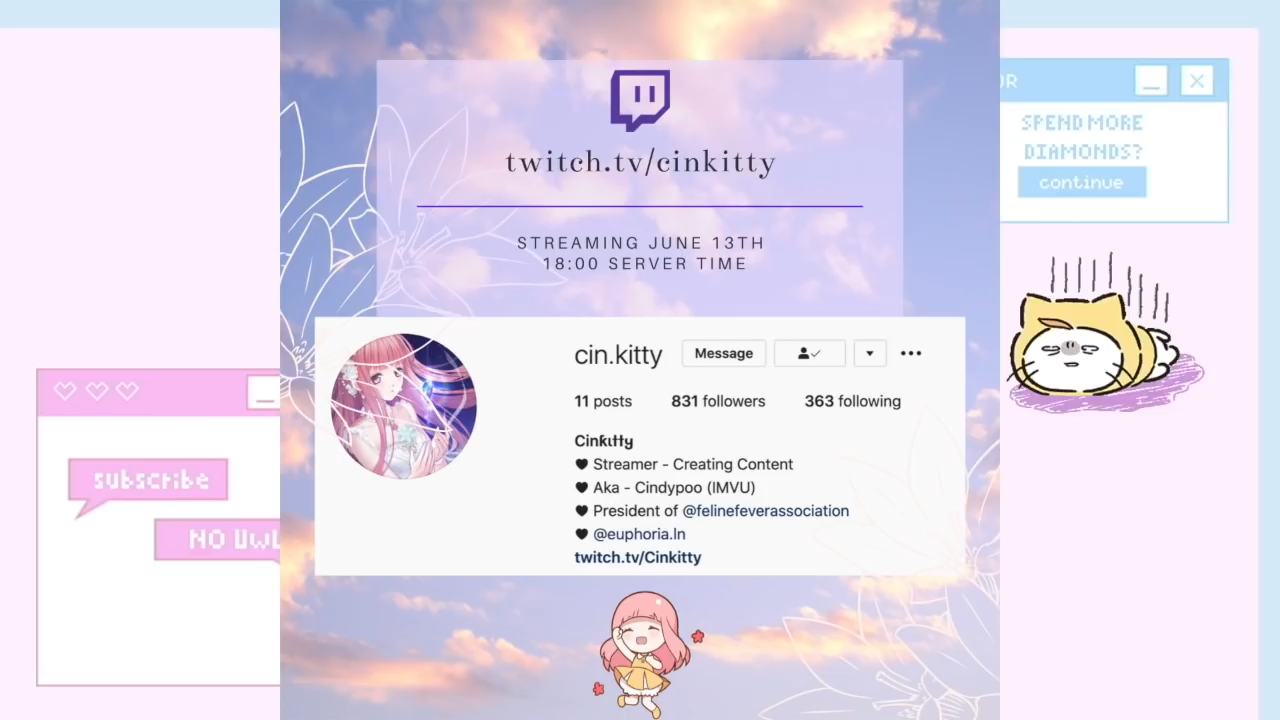 twitch.tv/cinkitty
STREAMING JUNE 13TH
18:00 SERVER TIME
OR
SPEND MORE
DIAMONDS?
continue
cin.kitty Message
11 posts 831 followers 363 following
Cinkıtty
Streamer - Creating Content
Aka - Cindypoo (IMVU)
President of @felinefeverassociation
@euphoria.ln
twitch.tv/Cinkitty
subscribe
NO UwU